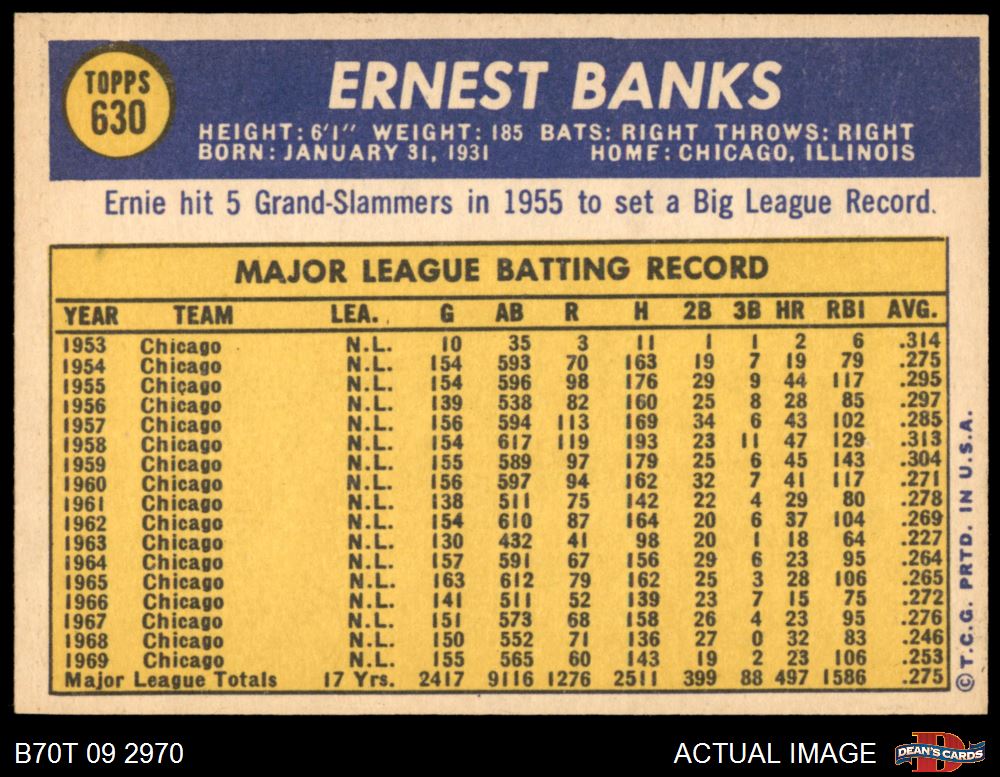 TOPPS
630
ERNEST BANKS
HEIGHT: 6'1" WEIGHT: 185 BATS: RIGHT THROWS: RIGHT
BORN: JANUARY 31, 1931 HOME: CHICAGO, ILLINOIS
Ernie hit 5 Grand-Slammers in 1955 to set a Big League Record.
MAJOR LEAGUE BATTING RECORD
YEAR TEAM LEA. G AB R H 2B 3B HR RBI AVG.
1953 Chicago N.L. 10 35 3 11 1 1 2 6 .314
1954 Chicago N.L. 154 593 70 163 19 7 19 79 .275
1955 Chicago N.L. 154 596 98 176 29 9 44 117 .295
1956 Chicago N.L. 139 538 82 160 25 8 28 85 .297
1957 Chicago N.L. 156 594 113 169 34 6 43 102 .285
1958 Chicago N.L. 154 617 119 193 23 11 47 129 .313
1959 Chicago N.L. 155 589 97 179 25 6 45 143 .304
1960 Chicago N.L. 156 597 94 162 32 7 41 117 .271
1961 Chicago N.L. 138 511 75 142 22 4 29 80 .278
1962 Chicago N.L. 154 610 87 164 20 6 37 104 .269
1963 Chicago N.L. 130 432 41 98 20 1 18 64 .227
1964 Chicago N.L. 157 591 67 156 29 6 23 95 .264
1965 Chicago N.L. 163 612 79 162 25 3 28 106 .265
1966 Chicago N.L. 141 511 52 139 23 7 15 75 .272
1967 Chicago N.L. 151 573 68 158 26 4 23 95 .276
1968 Chicago N.L. 150 552 71 136 27 0 32 83 .246
1969 Chicago N.L. 155 565 60 143 19 2 23 106 .253
Major League Totals 17 Yrs. 2417 9116 1276 2511 399 88 497 1586 .275
© T.C.G. PRTD. IN U.S.A.
B70T 09 2970 ACTUAL IMAGE
D
DEAN'S CARDS